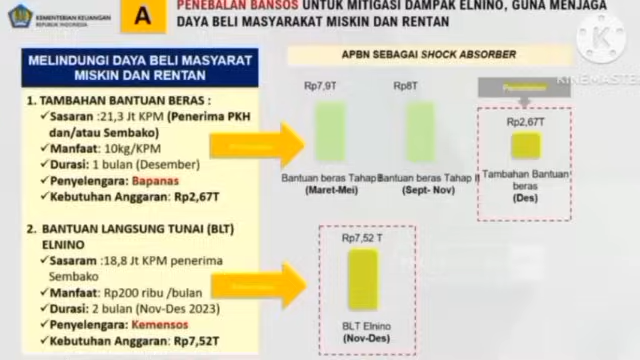 KEMENTERIAN KEUANGAN
REPUBLIK INDONESIA
A
PENEBALAN BANSOS UNTUK MITIGASI DAMPAK ELNINO, GUNA MENJAGA
DAYA BELI MASYARAKAT MISKIN DAN RENTAN
KINEMASTER
MELINDUNGI DAYA BELI MASYARAT
MISKIN DAN RENTAN
1. TAMBAHAN BANTUAN BERAS :
✓Sasaran :21,3 Jt KPM (Penerima PKH
dan/atau Sembako)
✓Manfaat: 10kg/KPM
✓Durasi: 1 bulan (Desember)
✓Penyelengara: Bapanas
✓Kebutuhan Anggaran: Rp2,67T
2. BANTUAN LANGSUNG TUNAI (BLT)
ELNINO
✓Sasaram :18,8 Jt KPM penerima
Sembako
✓Manfaat: Rp200 ribu /bulan
✓Durasi: 2 bulan (Nov-Des 2023)
✓Penyelengara: Kemensos
✓Kebutuhan Anggaran: Rp7,52T
APBN SEBAGAI SHOCK ABSORBER
Rp7,9T
Bantuan beras Tahap I
(Maret-Mei)
Rp8T
Bantuan beras Tahap II
(Sept- Nov)
Rp2,67T
Tambahan Bantuan
beras
(Des)
Rp7,52 T
BLT Elnino
(Nov-Des)